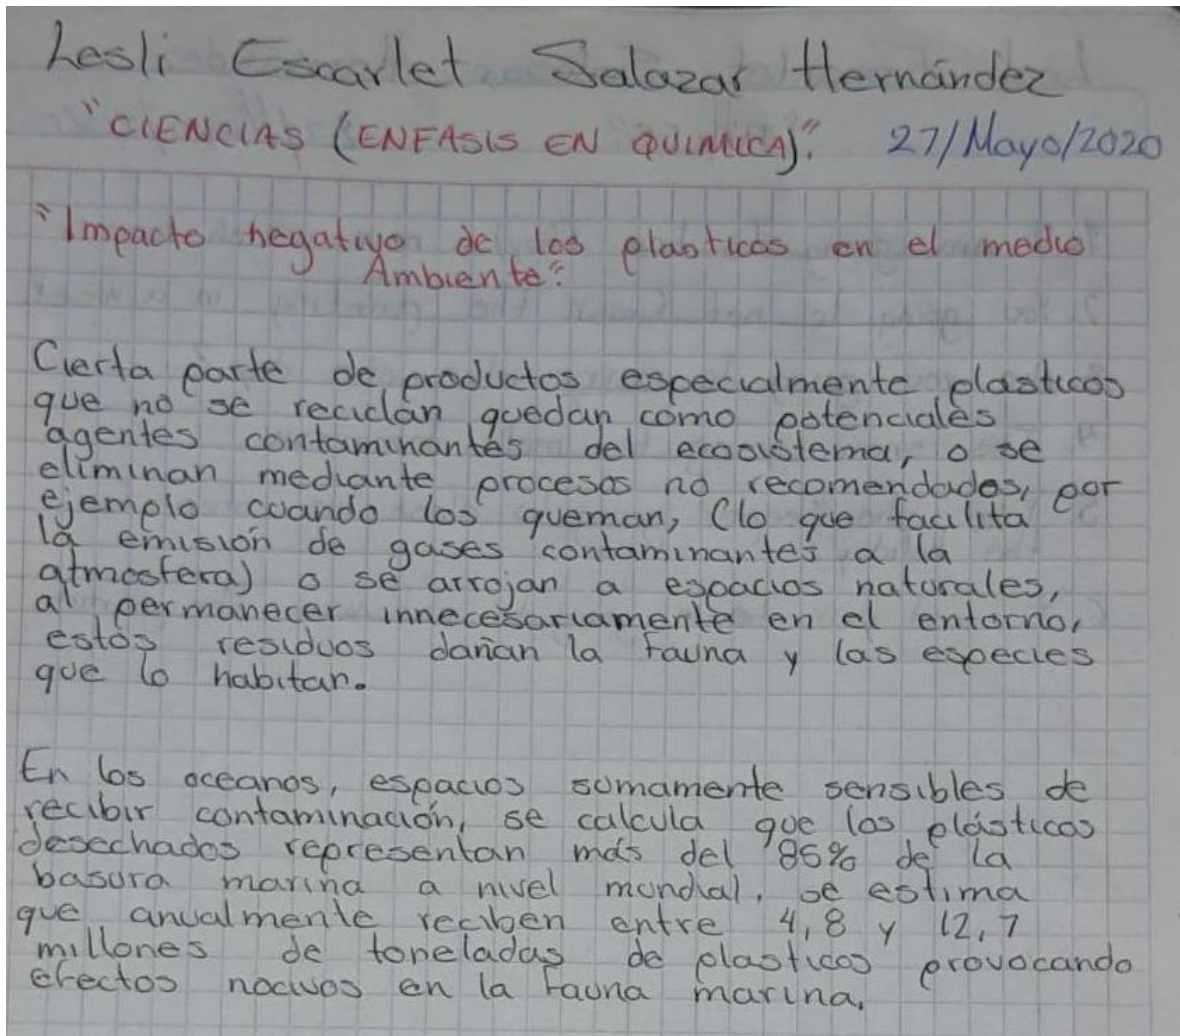 Lesli Escarlet Salazar Hernández
"CIENCIAS (ENFASIS EN QUIMICA)". 27/Mayo/2020
"Impacto negativo de los plasticos en el medio
Ambiente".
Cierta parte de productos especialmente plasticos
que no se reciclan quedan como potenciales
agentes contaminantes del ecosistema, o se
eliminan mediante procesos no recomendados, por
ejemplo cuando los queman, (lo que facilita
la emisión de gases contaminantes a la
atmosfera) o se arrojan a espacios naturales,
al permanecer innecesariamente en el entorno,
estos residuos dañan la fauna y las especies
que lo habitan.
En los oceanos, espacios sumamente sensibles de
recibir contaminación, se calcula que los plásticos
desechados representan más del 85% de la
basura marina a nivel mundial. se estima
que anualmente reciben entre 4,8 y 12,7
millones de toneladas de plasticos provocando
efectos nocivos en la fauna marina.